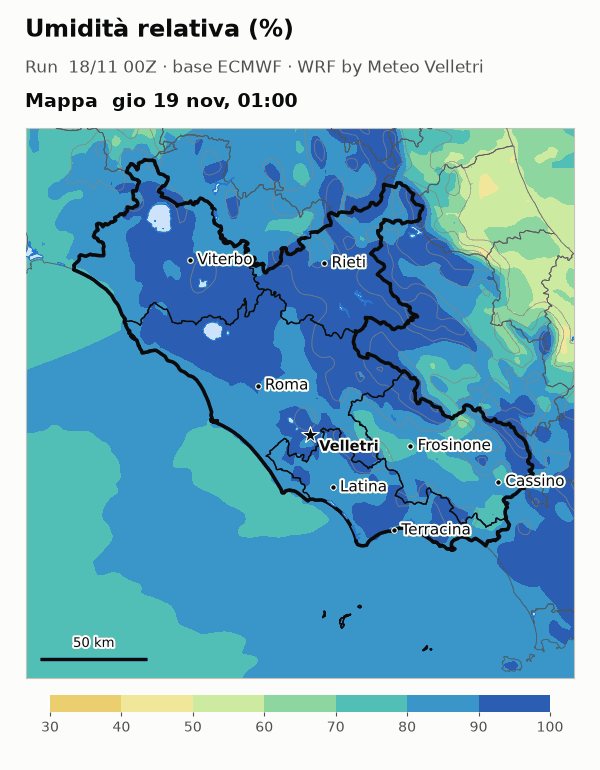 Umidità relativa (%)
Run  18/11 00Z · base ECMWF · WRF by Meteo Velletri
Mappa  gio 19 nov, 01:00
Viterbo
Rieti
Roma
Velletri
Frosinone
Cassino
Latina
Terracina
50 km
30 40 50 60 70 80 90 100